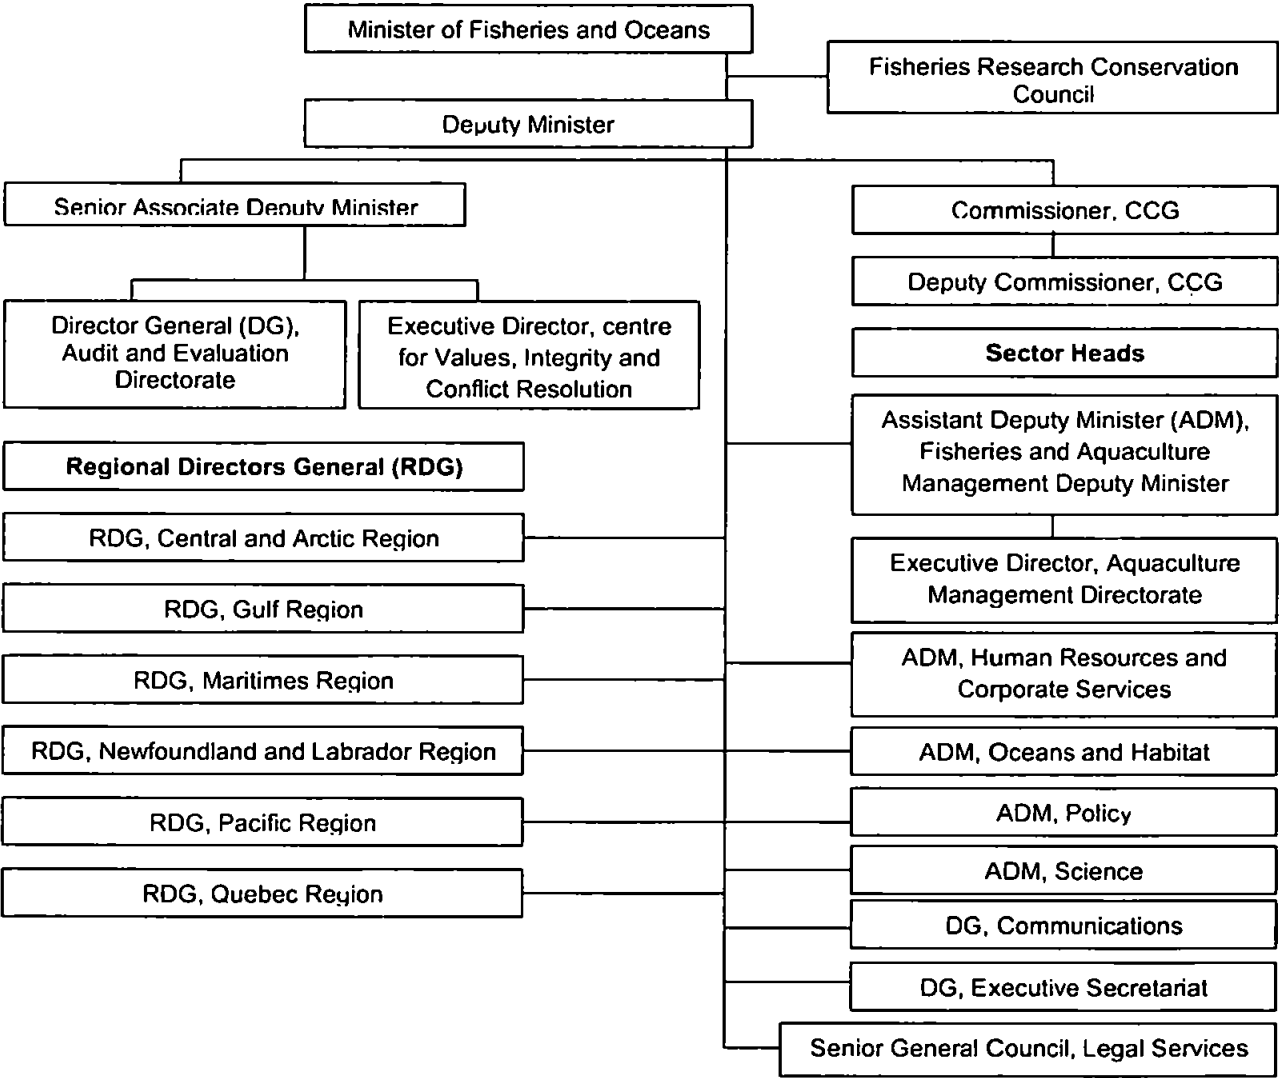 Minister of Fisheries and Oceans
Fisheries Research Conservation
Council
Deputy Minister
Senior Associate Deputy Minister
Commissioner, CCG
Deputy Commissioner, CCG
Director General (DG),
Audit and Evaluation
Directorate
Executive Director, centre
for Values, Integrity and
Conflict Resolution
Sector Heads
Assistant Deputy Minister (ADM),
Fisheries and Aquaculture
Management Deputy Minister
Regional Directors General (RDG)
RDG, Central and Arctic Region
Executive Director, Aquaculture
Management Directorate
RDG, Gulf Region
RDG, Maritimes Region
ADM, Human Resources and
Corporate Services
RDG, Newfoundland and Labrador Region
ADM, Oceans and Habitat
RDG, Pacific Region
ADM, Policy
RDG, Quebec Region
ADM, Science
DG, Communications
DG, Executive Secretariat
Senior General Council, Legal Services